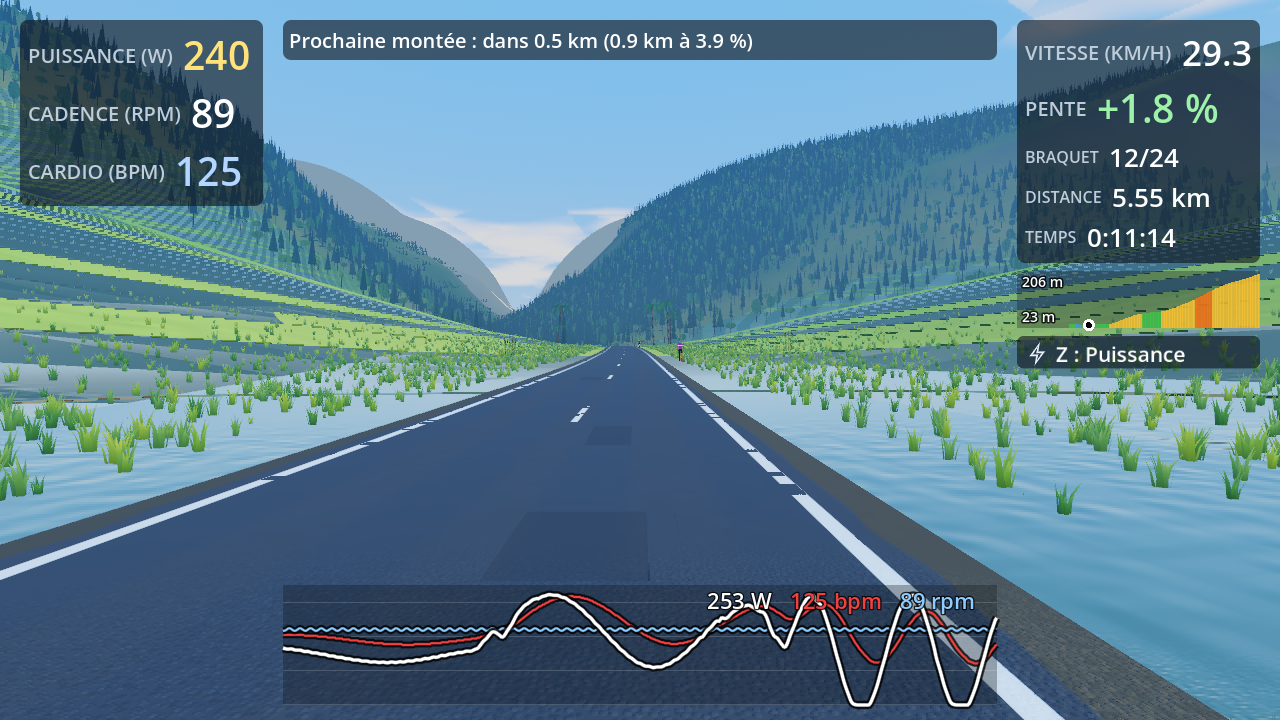 PUISSANCE (W) 240
CADENCE (RPM) 89
CARDIO (BPM) 125
Prochaine montée : dans 0.5 km (0.9 km à 3.9 %)
VITESSE (KM/H) 29.3
PENTE +1.8 %
BRAQUET 12/24
DISTANCE 5.55 km
TEMPS 0:11:14
206 m
23 m
Z : Puissance
253 W 125 bpm 89 rpm